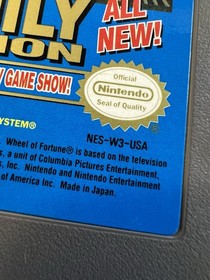 ILY
ALL
NEW!
ION
GAME SHOW!
Official
Nintendo
Seal of Quality
SYSTEM®
NES-W3-USA
Wheel of Fortune® is based on the television
a unit of Columbia Pictures Entertainment,
Inc. Nintendo and Nintendo Entertainment
of America Inc. Made in Japan.